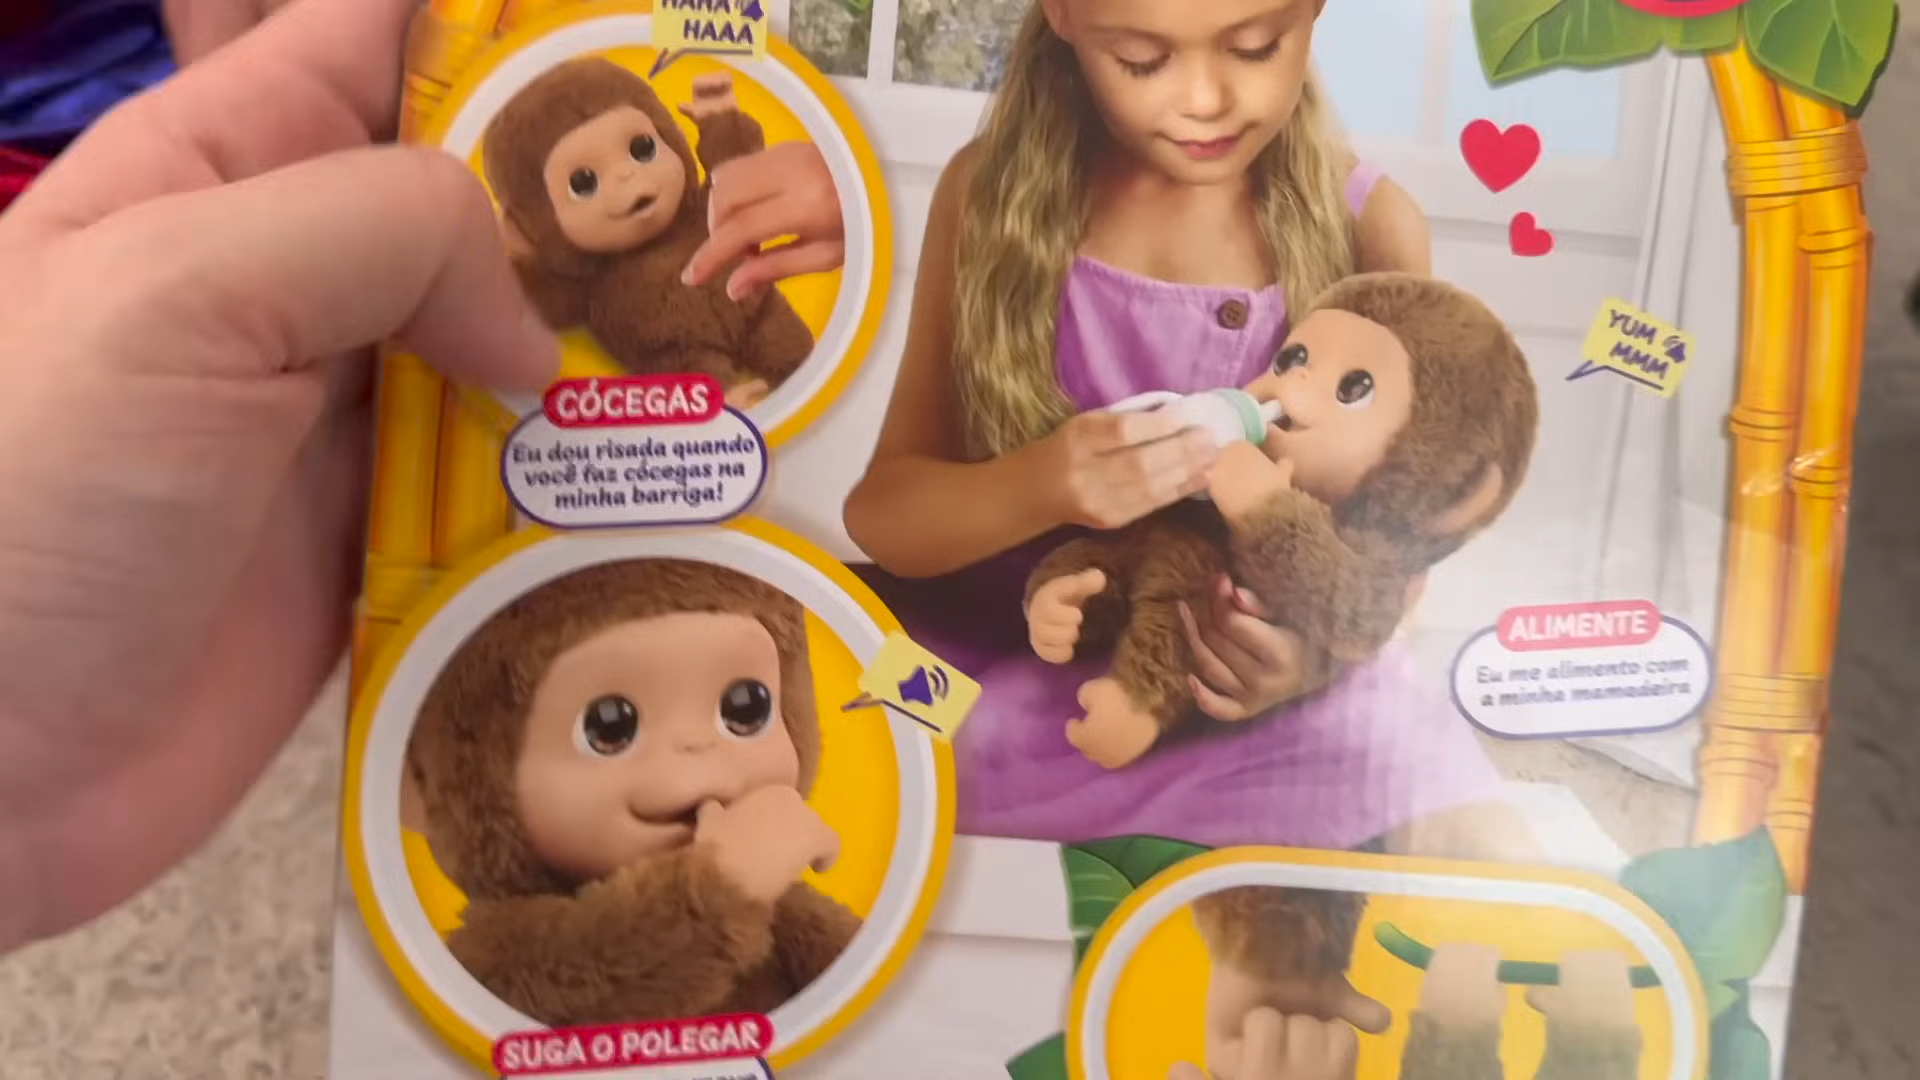 HAHA
HAAA
CÓCEGAS
Eu dou risada quando
você faz cócegas na
minha barriga!
YUM
MMM
ALIMENTE
Eu me alimento com
a minha mamadeira
SUGA O POLEGAR